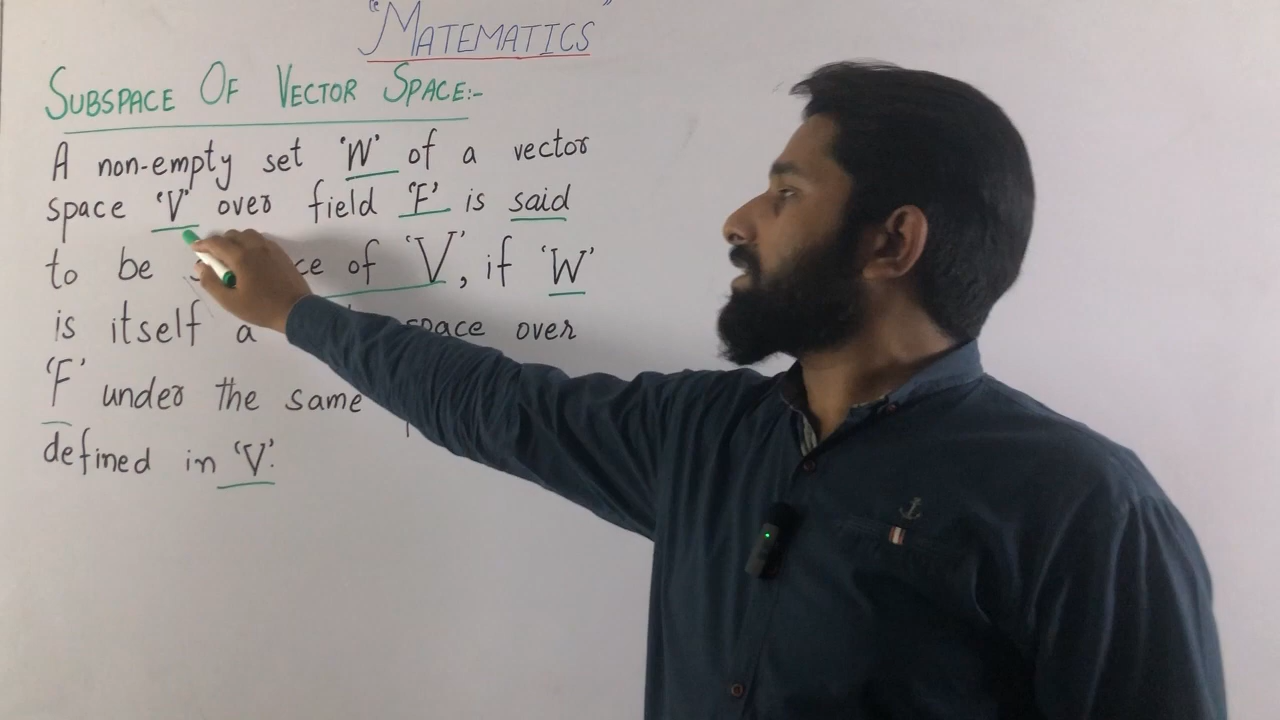 "MATEMATICS"
SUBSPACE OF VECTOR SPACE:-
A non-empty set 'W' of a vector
space 'V' over field 'F' is said
to be of 'V', if 'W'
is itself a space over
'F' under the same
defined in 'V'.